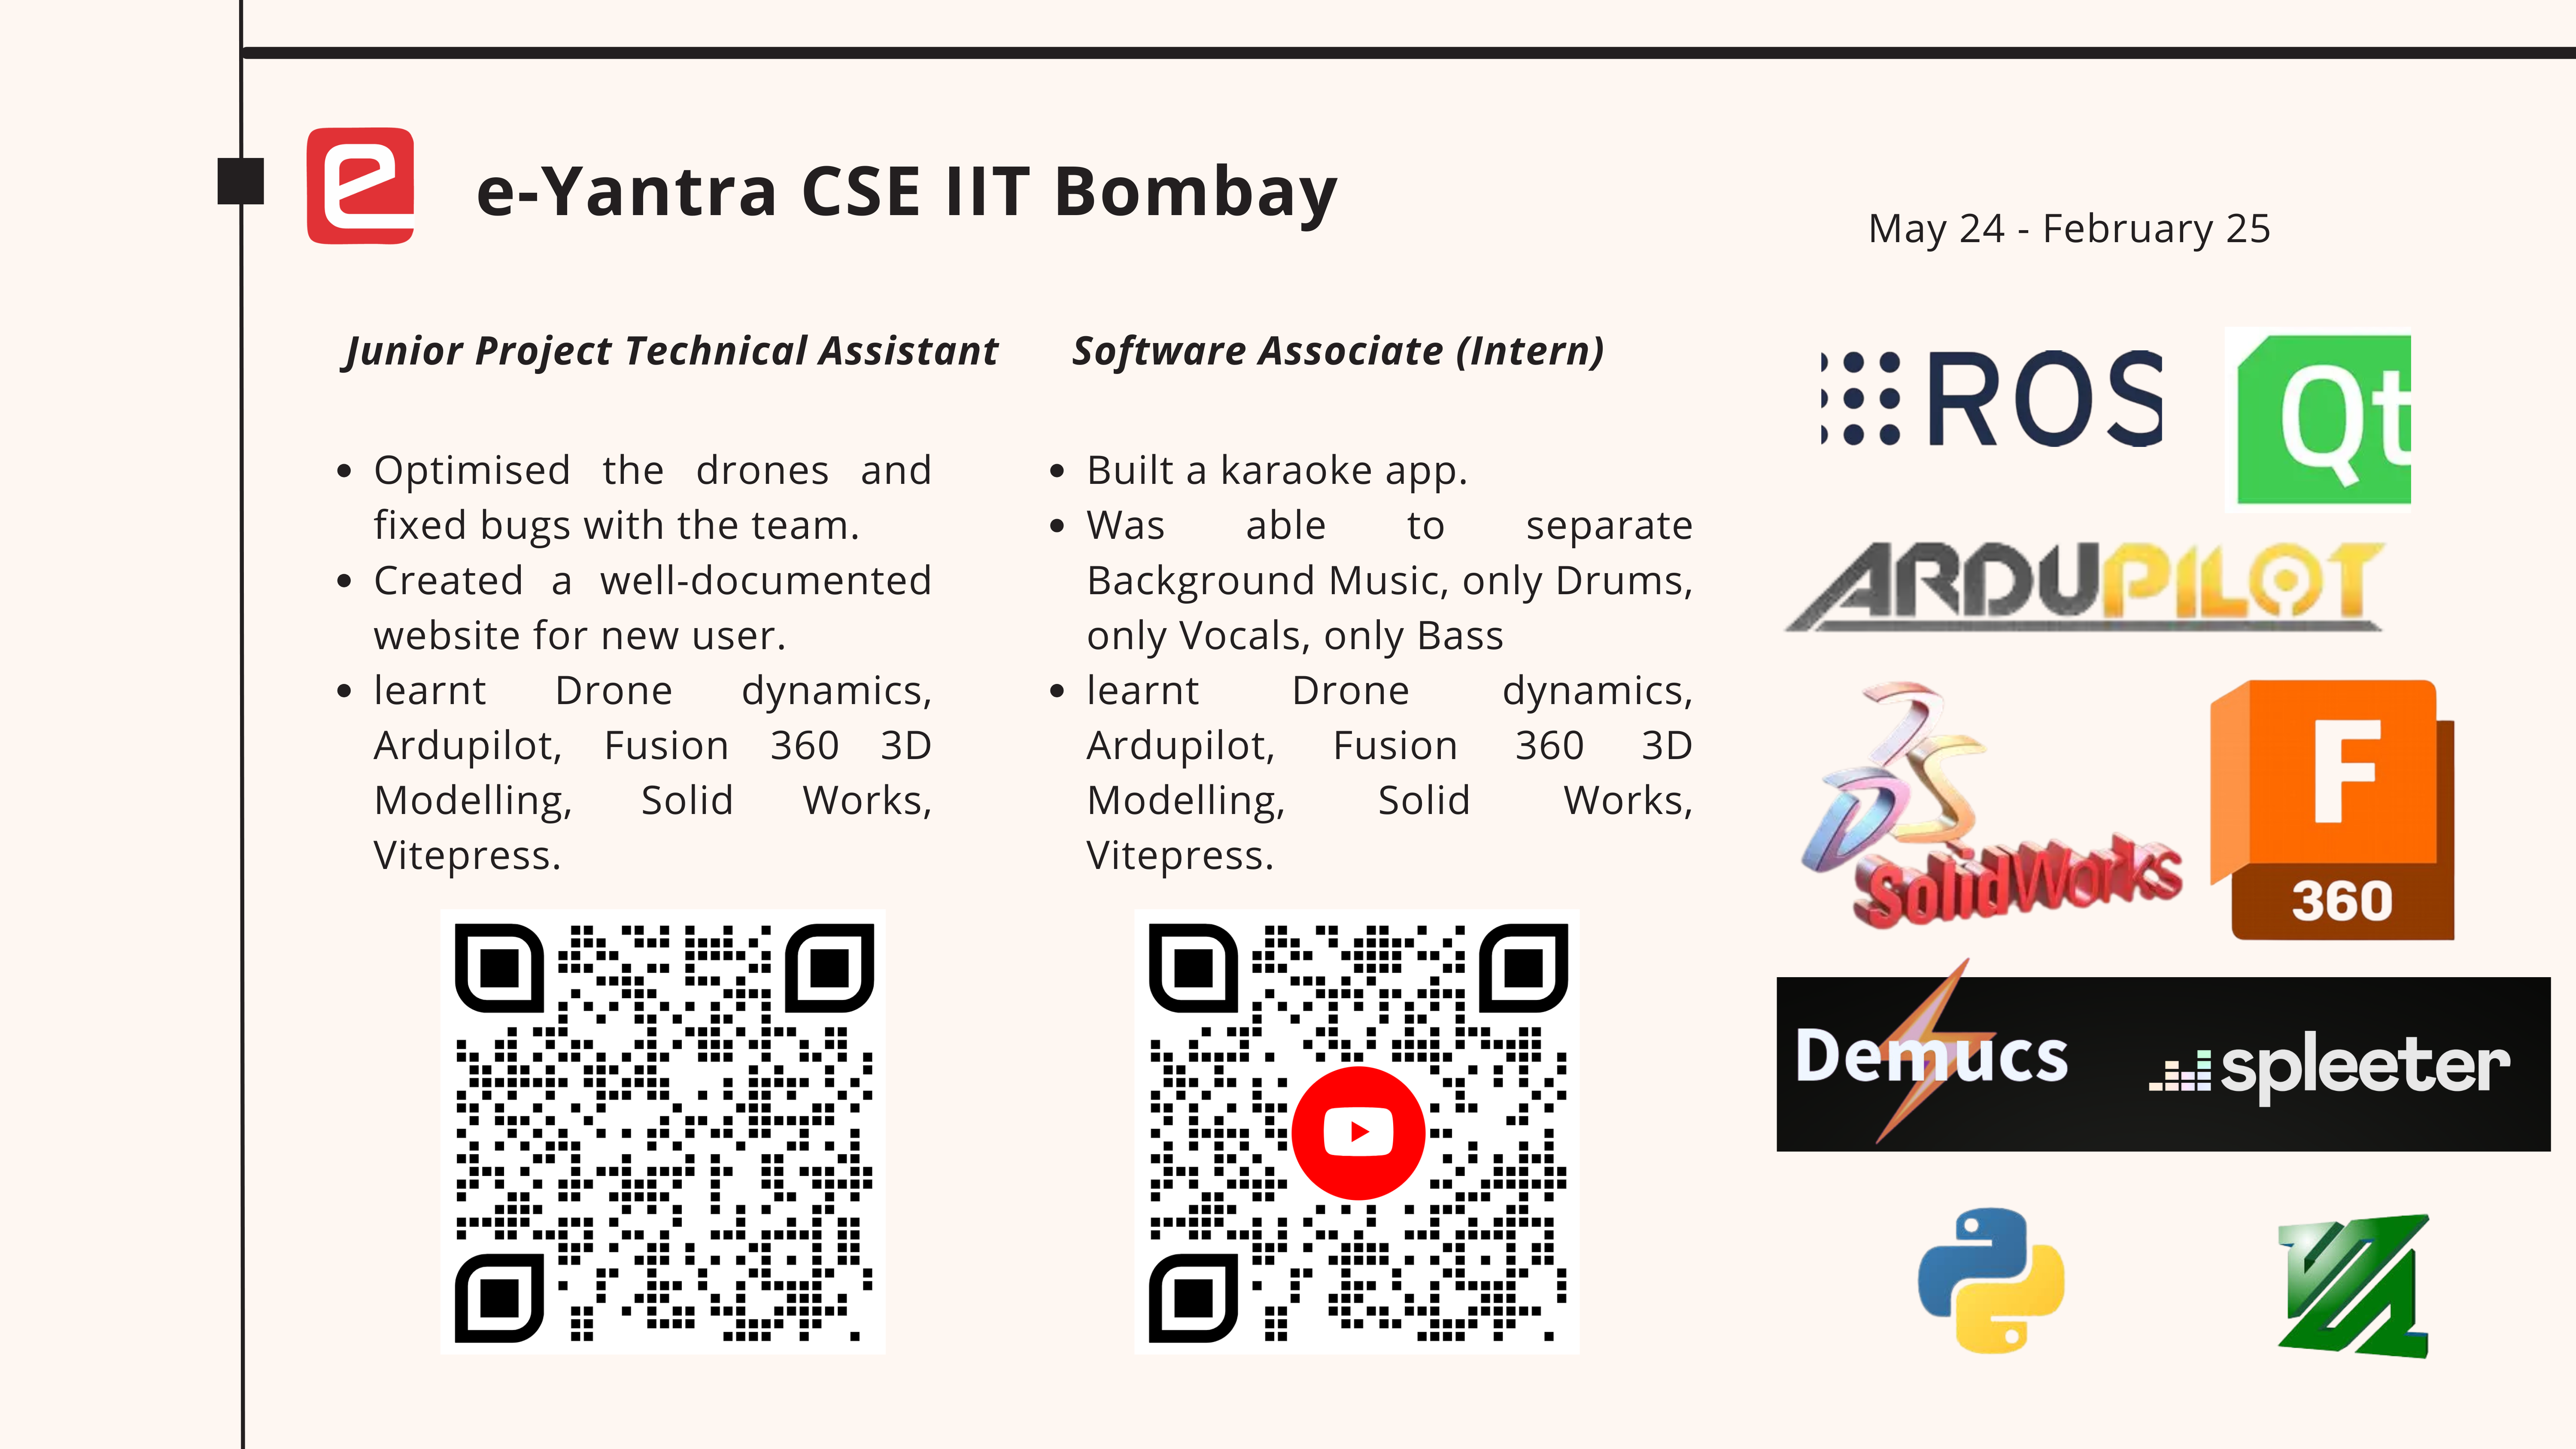 e-Yantra CSE IIT Bombay
May 24 - February 25
Junior Project Technical Assistant
Optimised the drones and
fixed bugs with the team.
Created a well-documented
website for new user.
learnt Drone dynamics,
Ardupilot, Fusion 360 3D
Modelling, Solid Works,
Vitepress.
Software Associate (Intern)
Built a karaoke app.
Was able to separate
Background Music, only Drums,
only Vocals, only Bass
learnt Drone dynamics,
Ardupilot, Fusion 360 3D
Modelling, Solid Works,
Vitepress.
ROS
Qt
ARDUPILOT
SolidWorks
F
360
Demucs
spleeter